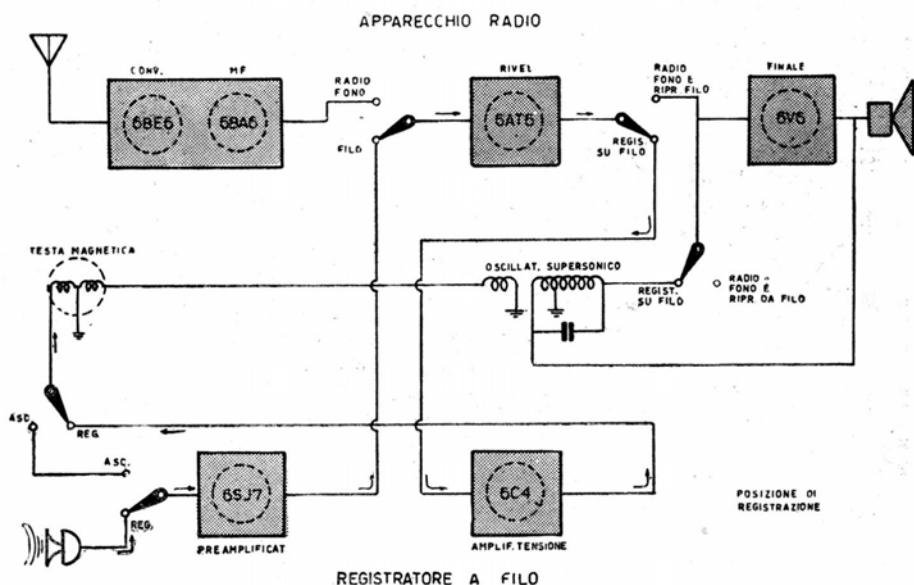 APPARECCHIO RADIO
CONV.
MF
RIVEL
FINALE
RADIO
FONO
RADIO
FONO E
RIPR. FILO
6BE6
6BA6
6AT6
6V6
FILO
REGIS.
SU FILO
TESTA MAGNETICA
OSCILLAT. SUPERSONICO
REGIST.
SU FILO
RADIO -
FONO E
RIPR. DA FILO
ASC.
REG.
ASC.
6SJ7
6C4
REG.
PREAMPLIFICAT
AMPLIF. TENSIONE
POSIZIONE DI
REGISTRAZIONE
REGISTRATORE A FILO